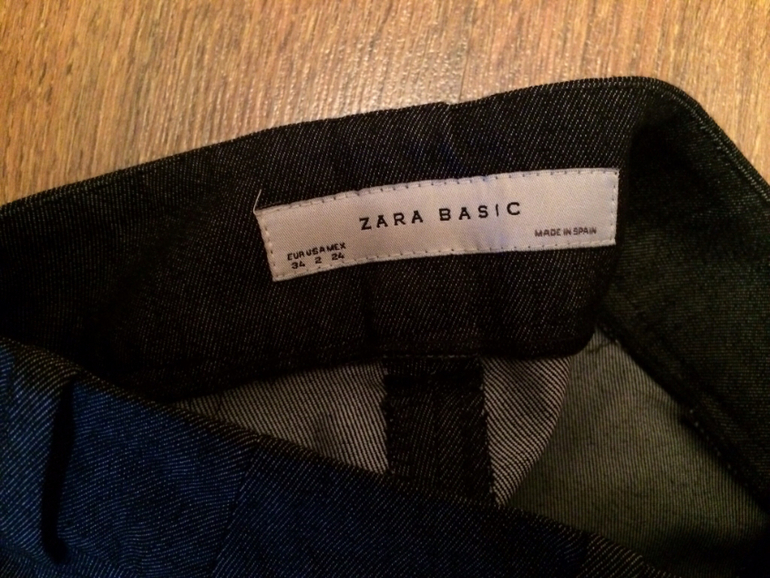 ZARA BASIC
MADE IN SPAIN
EUR USA MEX
34 2 24